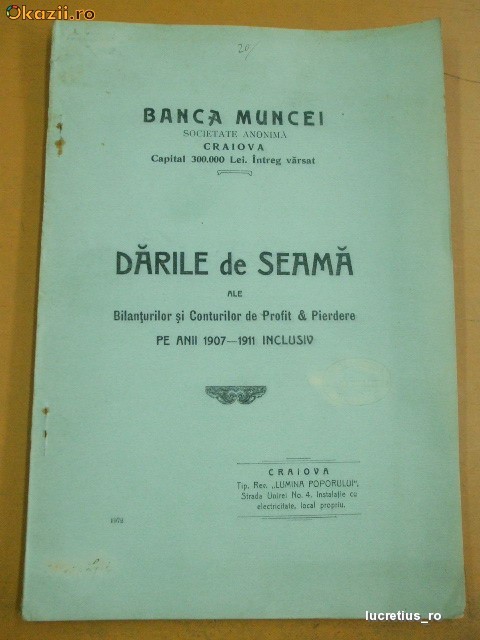 Okazii.ro
20
BANCA MUNCEI
SOCIETATE ANONIMĂ
CRAIOVA
Capital 300.000 Lei. Întreg vărsat
DĂRILE de SEAMĂ
ALE
Bilanțurilor și Conturilor de Profit & Pierdere
PE ANII 1907—1911 INCLUSIV
CRAIOVA
Tip. Rev. „LUMINA POPORULUI",
Strada Unirei No. 4. Instalație cu
electricitate, local propriu.
lucretius_ro